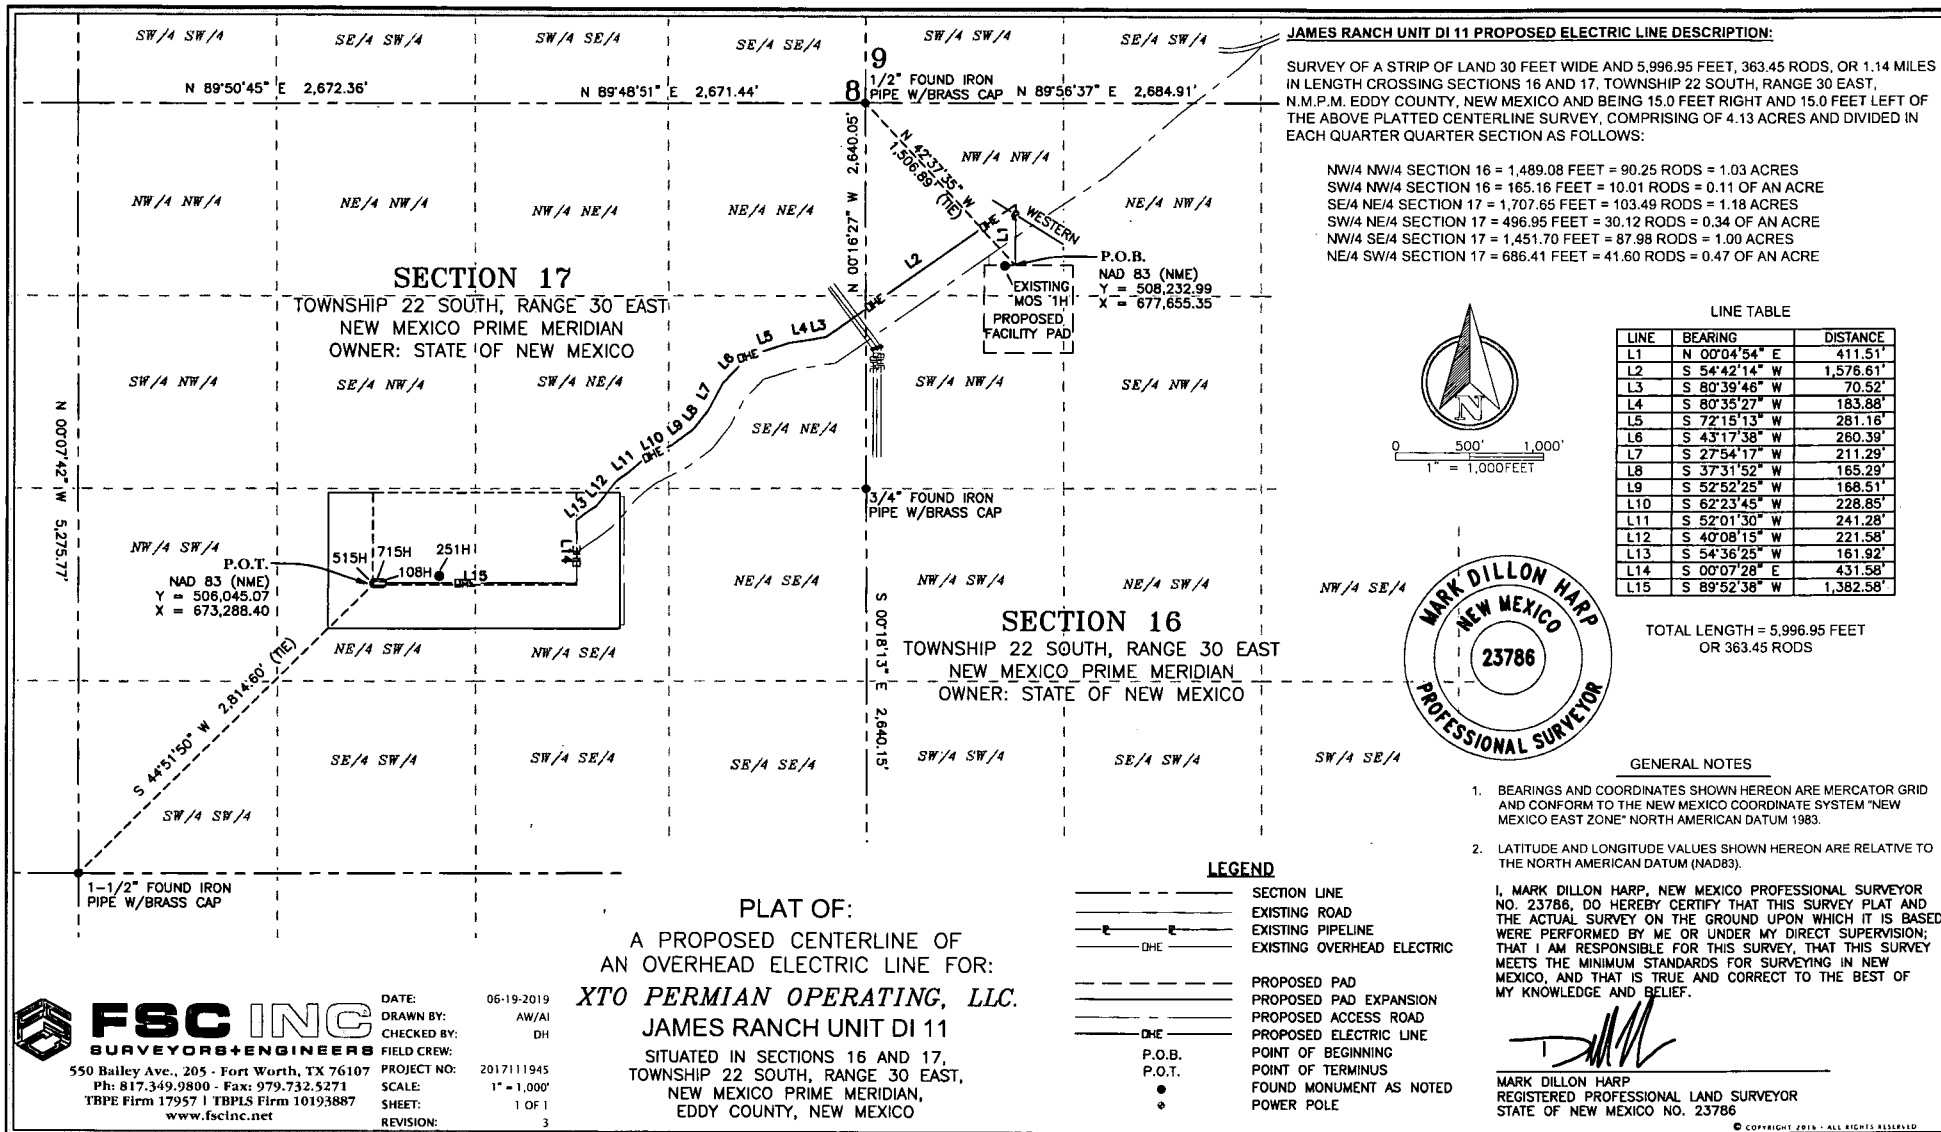 SW/4 SW/4
SE/4 SW/4
SW/4 SE/4
SE/4 SE/4
SW/4 SW/4
SE/4 SW/4
N 89°50'45" E 2,672.36'
N 89°48'51" E 2,671.44'
9
8
1/2" FOUND IRON
PIPE W/BRASS CAP
N 89°56'37" E 2,684.91'
N 00°16'27" W 2,640.05'
N 42°37'35" W
1,506.89' (TIE)
NW/4 NW/4
NE/4 NW/4
NW/4 NE/4
NE/4 NE/4
NW/4 NW/4
NE/4 NW/4
OHE
WESTERN
L1
L2
P.O.B.
NAD 83 (NME)
Y = 508,232.99
X = 677,655.35
EXISTING
MOS 1H
PROPOSED
FACILITY PAD
SECTION 17
TOWNSHIP 22 SOUTH, RANGE 30 EAST
NEW MEXICO PRIME MERIDIAN
OWNER: STATE OF NEW MEXICO
OHE
L3
L4
L5
OHE
L6
L7
L8
L9
L10
OHE
L11
L12
L13
L14
OHE
SW/4 NW/4
SE/4 NW/4
SW/4 NE/4
SE/4 NE/4
SW/4 NW/4
SE/4 NW/4
N 00°07'42" W 5,275.77'
3/4" FOUND IRON
PIPE W/BRASS CAP
NW/4 SW/4
P.O.T.
NAD 83 (NME)
Y = 506,045.07
X = 673,288.40
515H
715H
108H
251H
OHE
L15
NE/4 SE/4
NW/4 SW/4
NE/4 SW/4
NW/4 SE/4
S 00°18'13" E 2,640.15'
SECTION 16
TOWNSHIP 22 SOUTH, RANGE 30 EAST
NEW MEXICO PRIME MERIDIAN
OWNER: STATE OF NEW MEXICO
NE/4 SW/4
NW/4 SE/4
S 44°51'50" W 2,814.60' (TIE)
SW/4 SW/4
SE/4 SW/4
SW/4 SE/4
SE/4 SE/4
SW/4 SW/4
SE/4 SW/4
SW/4 SE/4
1-1/2" FOUND IRON
PIPE W/BRASS CAP
JAMES RANCH UNIT DI 11 PROPOSED ELECTRIC LINE DESCRIPTION:
SURVEY OF A STRIP OF LAND 30 FEET WIDE AND 5,996.95 FEET, 363.45 RODS, OR 1.14 MILES
IN LENGTH CROSSING SECTIONS 16 AND 17, TOWNSHIP 22 SOUTH, RANGE 30 EAST,
N.M.P.M. EDDY COUNTY, NEW MEXICO AND BEING 15.0 FEET RIGHT AND 15.0 FEET LEFT OF
THE ABOVE PLATTED CENTERLINE SURVEY, COMPRISING OF 4.13 ACRES AND DIVIDED IN
EACH QUARTER QUARTER SECTION AS FOLLOWS:
NW/4 NW/4 SECTION 16 = 1,489.08 FEET = 90.25 RODS = 1.03 ACRES
SW/4 NW/4 SECTION 16 = 165.16 FEET = 10.01 RODS = 0.11 OF AN ACRE
SE/4 NE/4 SECTION 17 = 1,707.65 FEET = 103.49 RODS = 1.18 ACRES
SW/4 NE/4 SECTION 17 = 496.95 FEET = 30.12 RODS = 0.34 OF AN ACRE
NW/4 SE/4 SECTION 17 = 1,451.70 FEET = 87.98 RODS = 1.00 ACRES
NE/4 SW/4 SECTION 17 = 686.41 FEET = 41.60 RODS = 0.47 OF AN ACRE
N
0 500' 1,000'
1" = 1,000FEET
LINE TABLE
LINE BEARING DISTANCE
L1 N 00°04'54" E 411.51'
L2 S 54°42'14" W 1,576.61'
L3 S 80°39'46" W 70.52'
L4 S 80°35'27" W 183.88'
L5 S 72°15'13" W 281.16'
L6 S 43°17'38" W 260.39'
L7 S 27°54'17" W 211.29'
L8 S 37°31'52" W 165.29'
L9 S 52°52'25" W 168.51'
L10 S 62°23'45" W 228.85'
L11 S 52°01'30" W 241.28'
L12 S 40°08'15" W 221.58'
L13 S 54°36'25" W 161.92'
L14 S 00°07'28" E 431.58'
L15 S 89°52'38" W 1,382.58'
TOTAL LENGTH = 5,996.95 FEET
OR 363.45 RODS
MARK DILLON HARP
NEW MEXICO
23786
PROFESSIONAL SURVEYOR
GENERAL NOTES
1. BEARINGS AND COORDINATES SHOWN HEREON ARE MERCATOR GRID
AND CONFORM TO THE NEW MEXICO COORDINATE SYSTEM "NEW
MEXICO EAST ZONE" NORTH AMERICAN DATUM 1983.
2. LATITUDE AND LONGITUDE VALUES SHOWN HEREON ARE RELATIVE TO
THE NORTH AMERICAN DATUM (NAD83).
I, MARK DILLON HARP, NEW MEXICO PROFESSIONAL SURVEYOR
NO. 23786, DO HEREBY CERTIFY THAT THIS SURVEY PLAT AND
THE ACTUAL SURVEY ON THE GROUND UPON WHICH IT IS BASED
WERE PERFORMED BY ME OR UNDER MY DIRECT SUPERVISION;
THAT I AM RESPONSIBLE FOR THIS SURVEY, THAT THIS SURVEY
MEETS THE MINIMUM STANDARDS FOR SURVEYING IN NEW
MEXICO, AND THAT IS TRUE AND CORRECT TO THE BEST OF
MY KNOWLEDGE AND BELIEF.
MARK DILLON HARP
REGISTERED PROFESSIONAL LAND SURVEYOR
STATE OF NEW MEXICO NO. 23786
© COPYRIGHT 2016 - ALL RIGHTS RESERVED
LEGEND
SECTION LINE
EXISTING ROAD
EXISTING PIPELINE
OHE EXISTING OVERHEAD ELECTRIC
PROPOSED PAD
PROPOSED PAD EXPANSION
PROPOSED ACCESS ROAD
OHE PROPOSED ELECTRIC LINE
P.O.B. POINT OF BEGINNING
P.O.T. POINT OF TERMINUS
FOUND MONUMENT AS NOTED
POWER POLE
PLAT OF:
A PROPOSED CENTERLINE OF
AN OVERHEAD ELECTRIC LINE FOR:
XTO PERMIAN OPERATING, LLC.
JAMES RANCH UNIT DI 11
SITUATED IN SECTIONS 16 AND 17,
TOWNSHIP 22 SOUTH, RANGE 30 EAST,
NEW MEXICO PRIME MERIDIAN,
EDDY COUNTY, NEW MEXICO
FSC INC
SURVEYORS+ENGINEERS
550 Bailey Ave., 205 - Fort Worth, TX 76107
Ph: 817.349.9800 - Fax: 979.732.5271
TBPE Firm 17957 | TBPLS Firm 10193887
www.fscinc.net
DATE: 06-19-2019
DRAWN BY: AW/AI
CHECKED BY: DH
FIELD CREW:
PROJECT NO: 2017111945
SCALE: 1" = 1,000'
SHEET: 1 OF 1
REVISION: 3